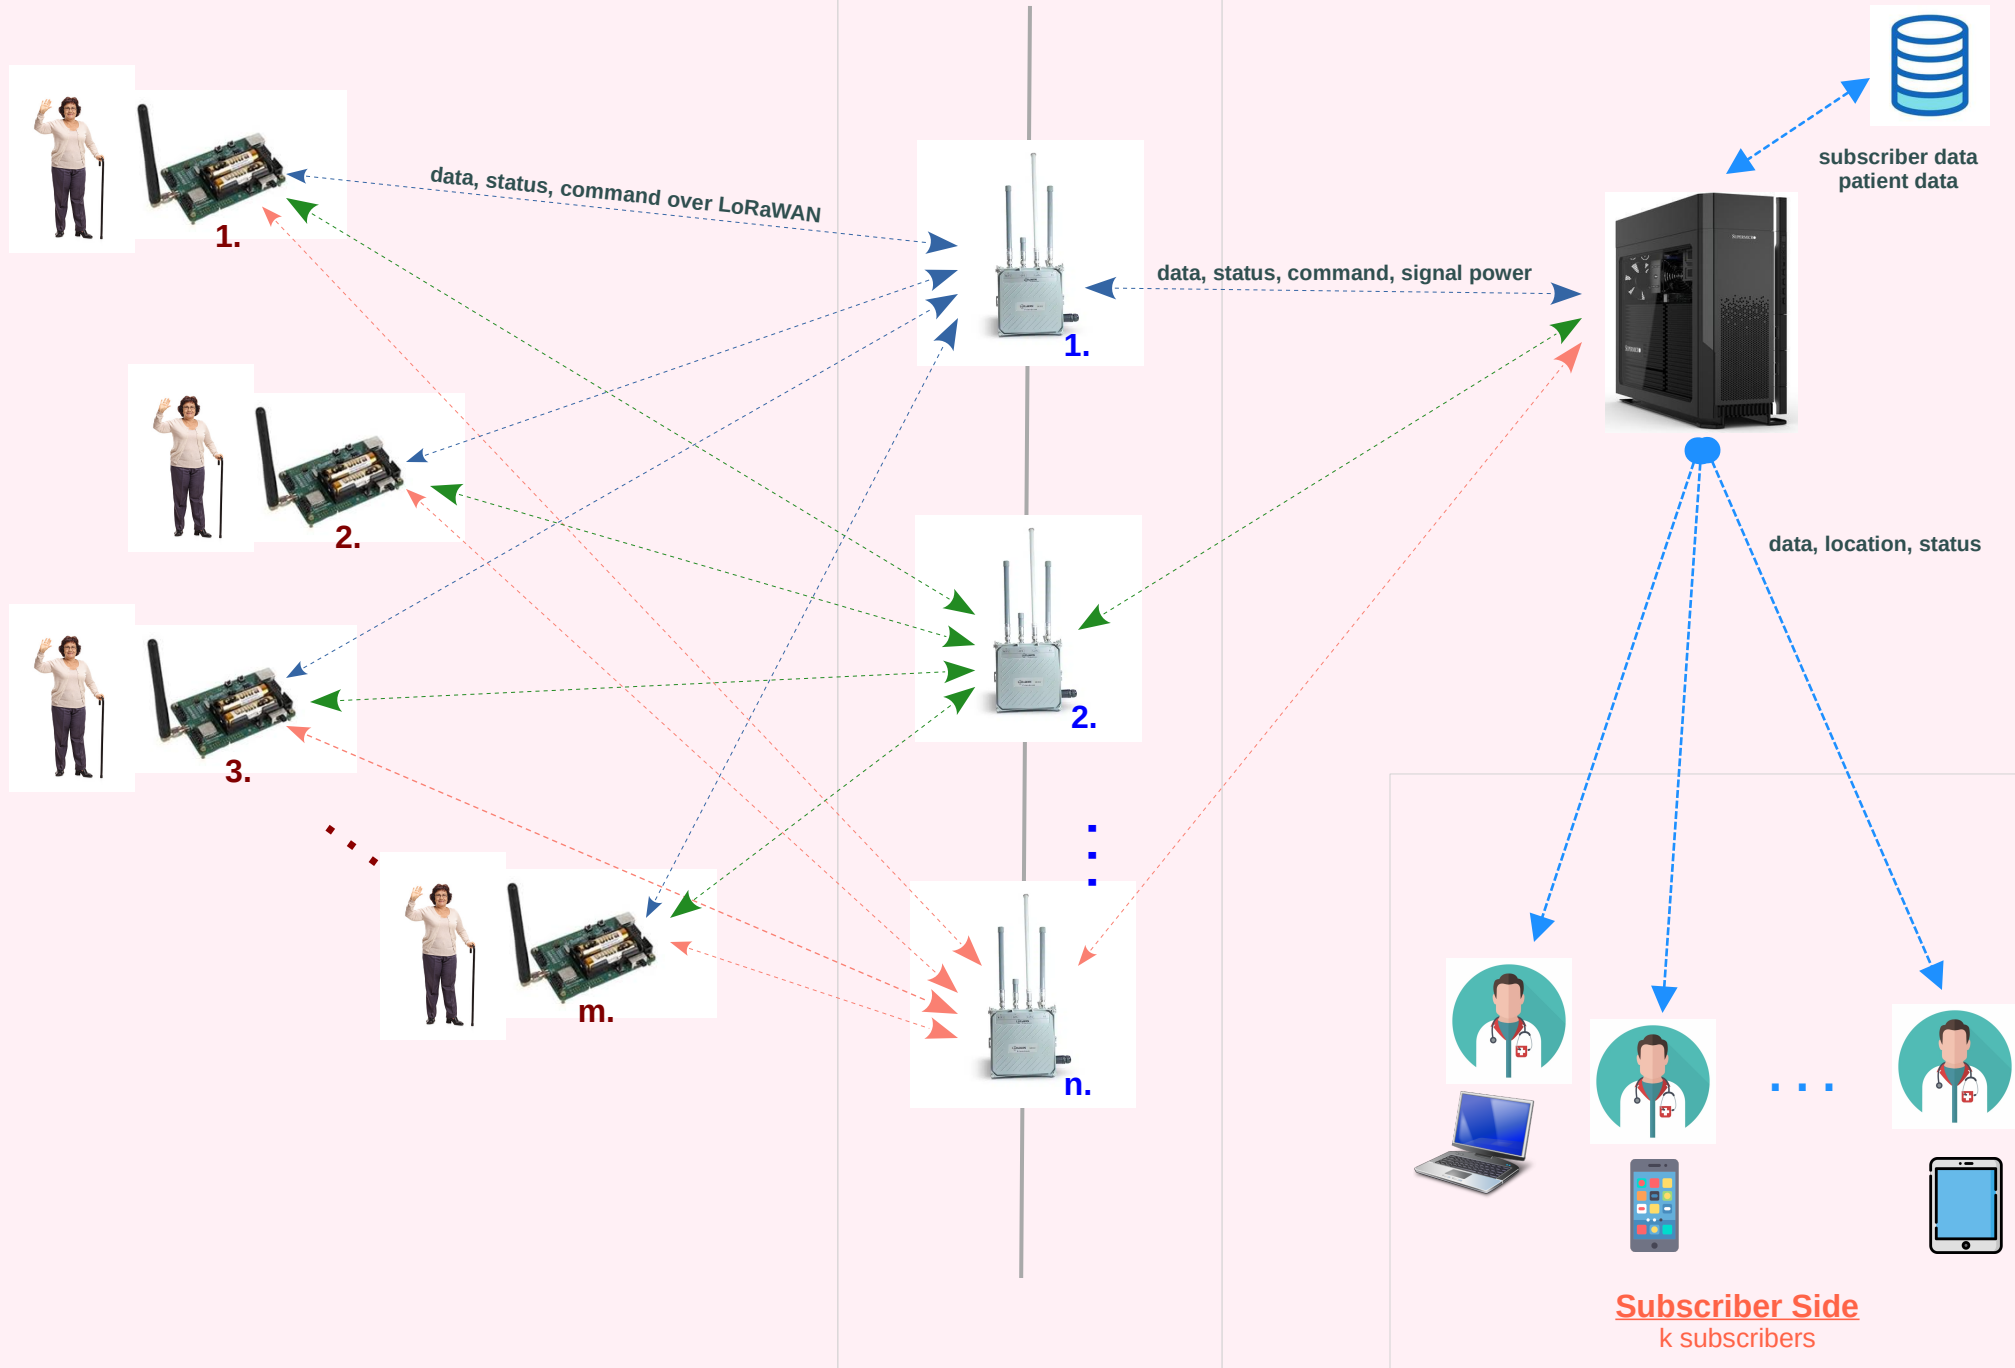 subscriber data
patient data
data, status, command over LoRaWAN
1.
data, status, command, signal power
1.
2.
data, location, status
2.
3.
. . .
.
.
.
m.
n.
. . .
Subscriber Side
k subscribers